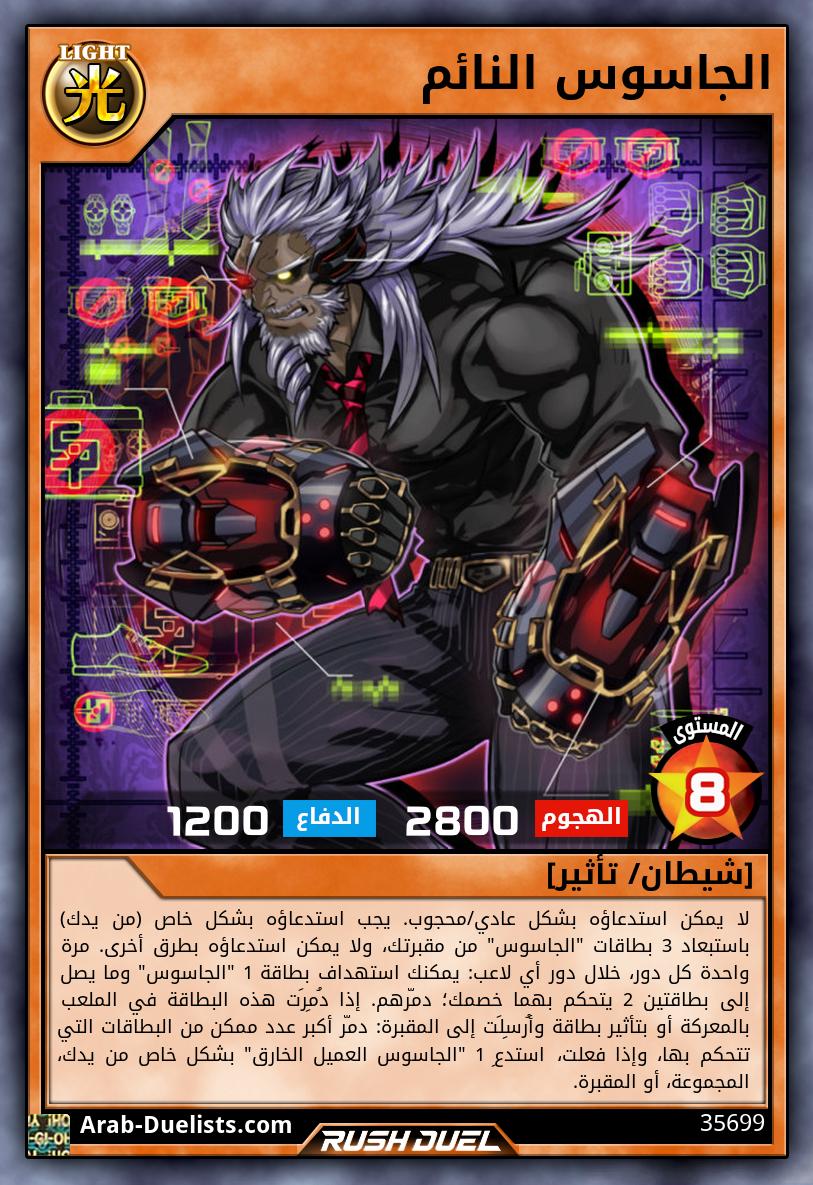 LIGHT
光
الجاسوس النائم
المستوى
8
الهجوم 2800 الدفاع 1200
[شيطان/ تأثير]
لا يمكن استدعاؤه بشكل عادي/محجوب. يجب استدعاؤه بشكل خاص (من يدك)
باستبعاد 3 بطاقات "الجاسوس" من مقبرتك، ولا يمكن استدعاؤه بطرق أخرى. مرة
واحدة كل دور، خلال دور أي لاعب: يمكنك استهداف بطاقة 1 "الجاسوس" وما يصل
إلى بطاقتين 2 يتحكم بهما خصمك؛ دمّرهم. إذا دُمِرَت هذه البطاقة في الملعب
بالمعركة أو بتأثير بطاقة وأُرسِلَت إلى المقبرة: دمّر أكبر عدد ممكن من البطاقات التي
تتحكم بها، وإذا فعلت، استدعِ 1 "الجاسوس العميل الخارق" بشكل خاص من يدك،
المجموعة، أو المقبرة.
Arab-Duelists.com
RUSH DUEL
35699